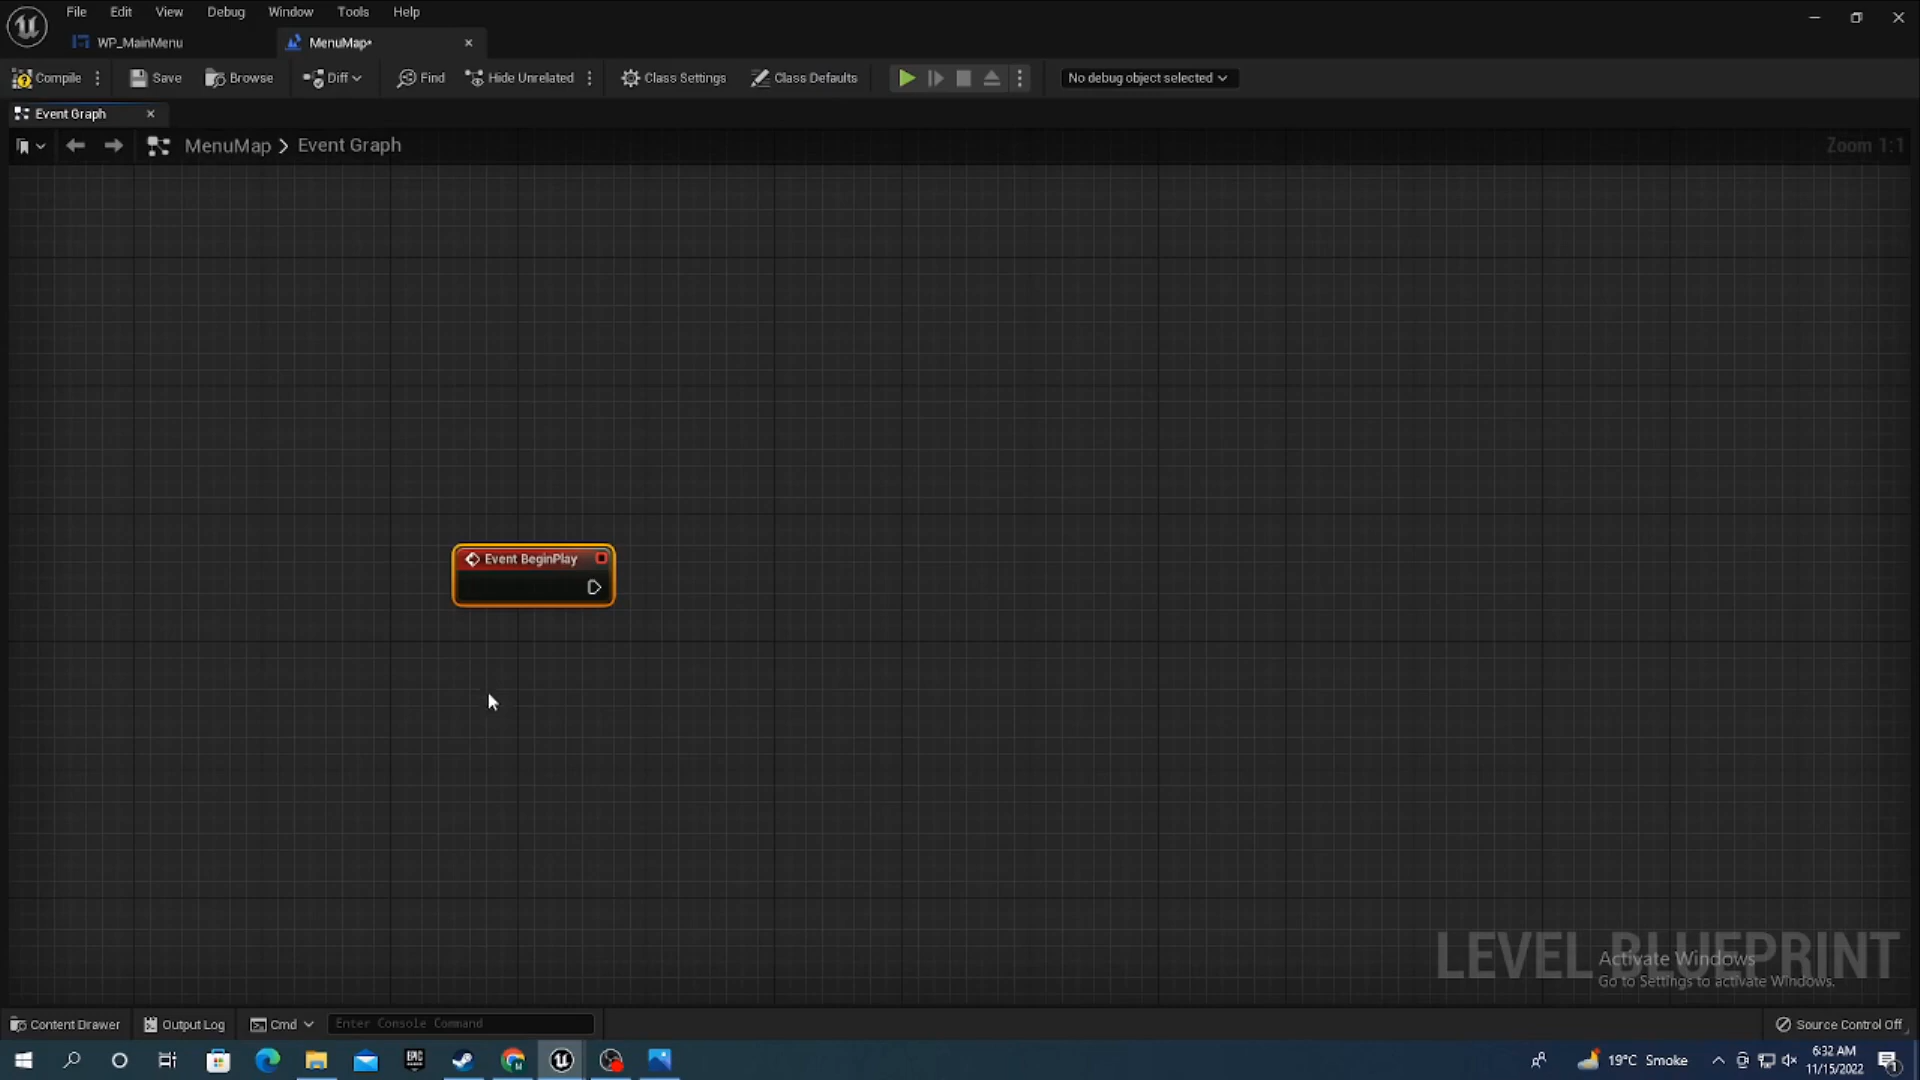 File Edit View Debug Window Tools Help
WP_MainMenu MenuMap*
Compile Save Browse Diff Find Hide Unrelated Class Settings Class Defaults No debug object selected
Event Graph
MenuMap > Event Graph Zoom 1:1
Event BeginPlay
LEVEL BLUEPRINT
Activate Windows
Go to Settings to activate Windows.
Content Drawer Output Log Cmd Enter Console Command Source Control Off
EPIC 19°C Smoke 6:32 AM
11/15/2022 1